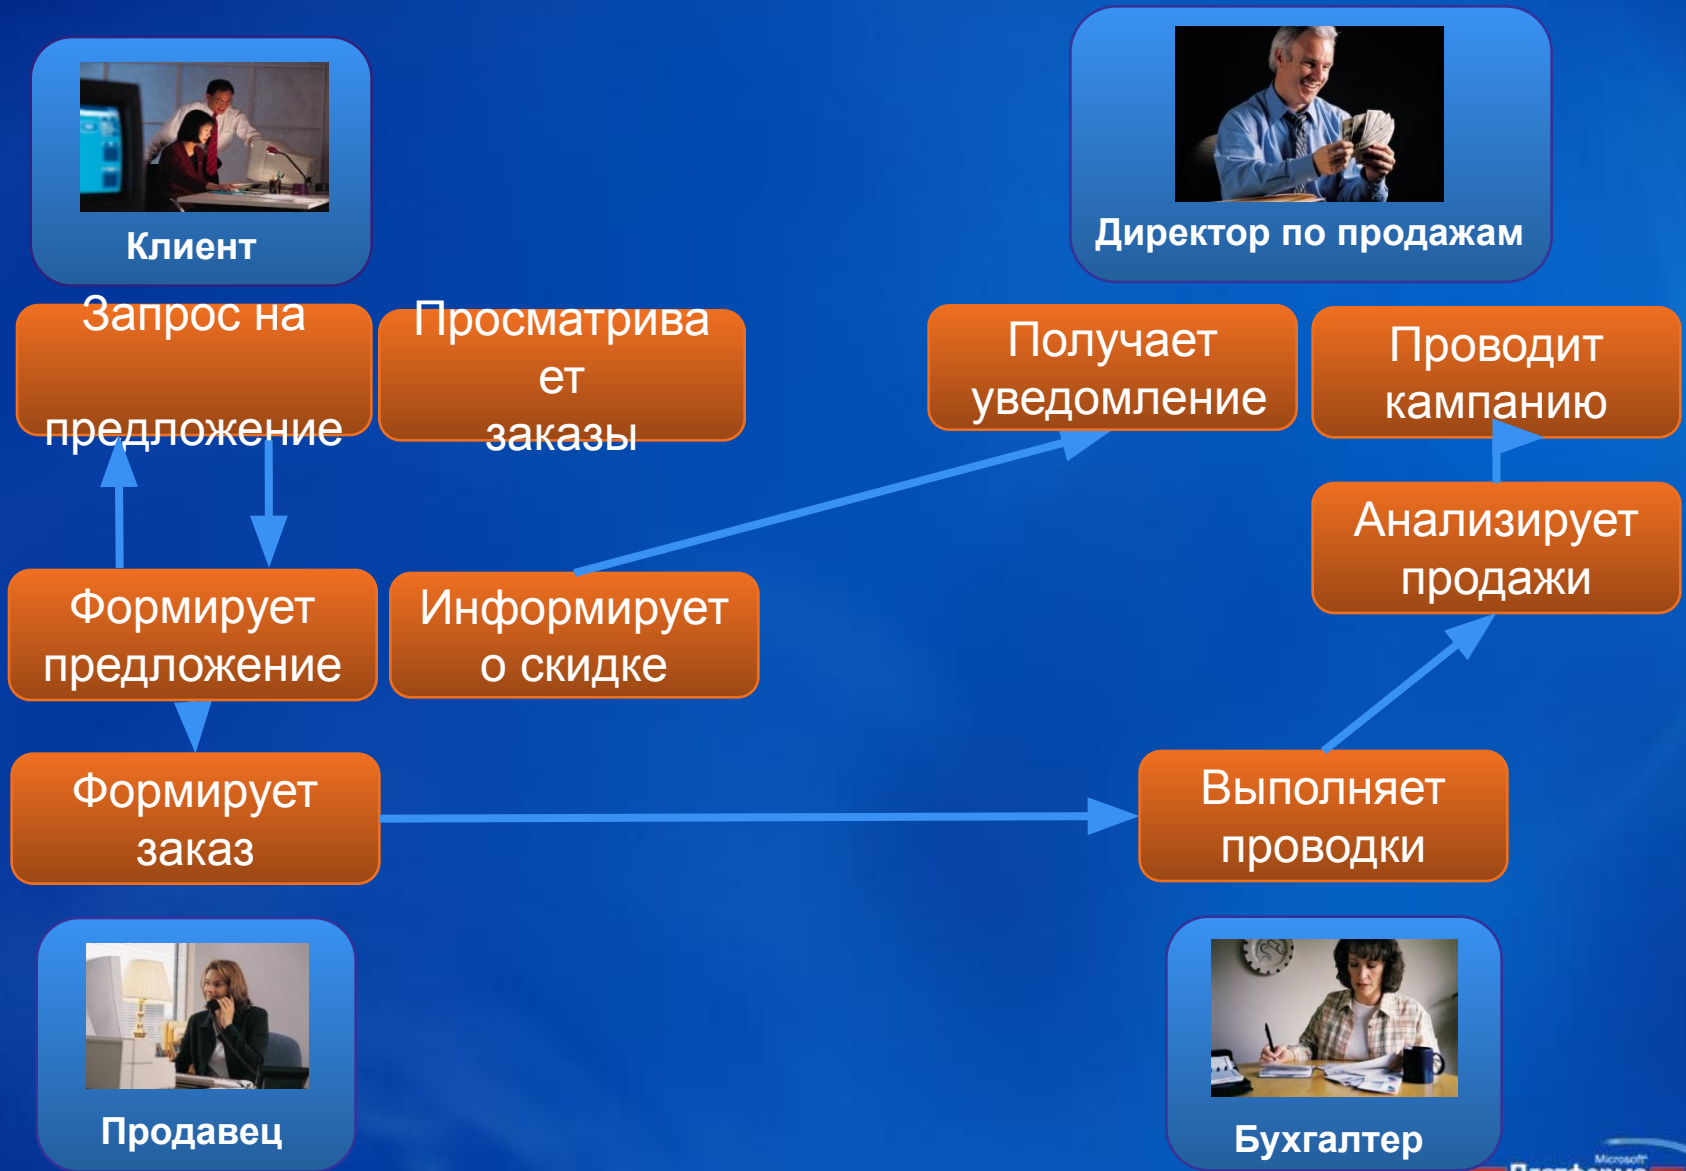 Клиент
Директор по продажам
Запрос на
предложение
Просматрива
ет
заказы
Получает
уведомление
Проводит
кампанию
Анализирует
продажи
Формирует
предложение
Информирует
о скидке
Формирует
заказ
Выполняет
проводки
Продавец
Бухгалтер
Microsoft